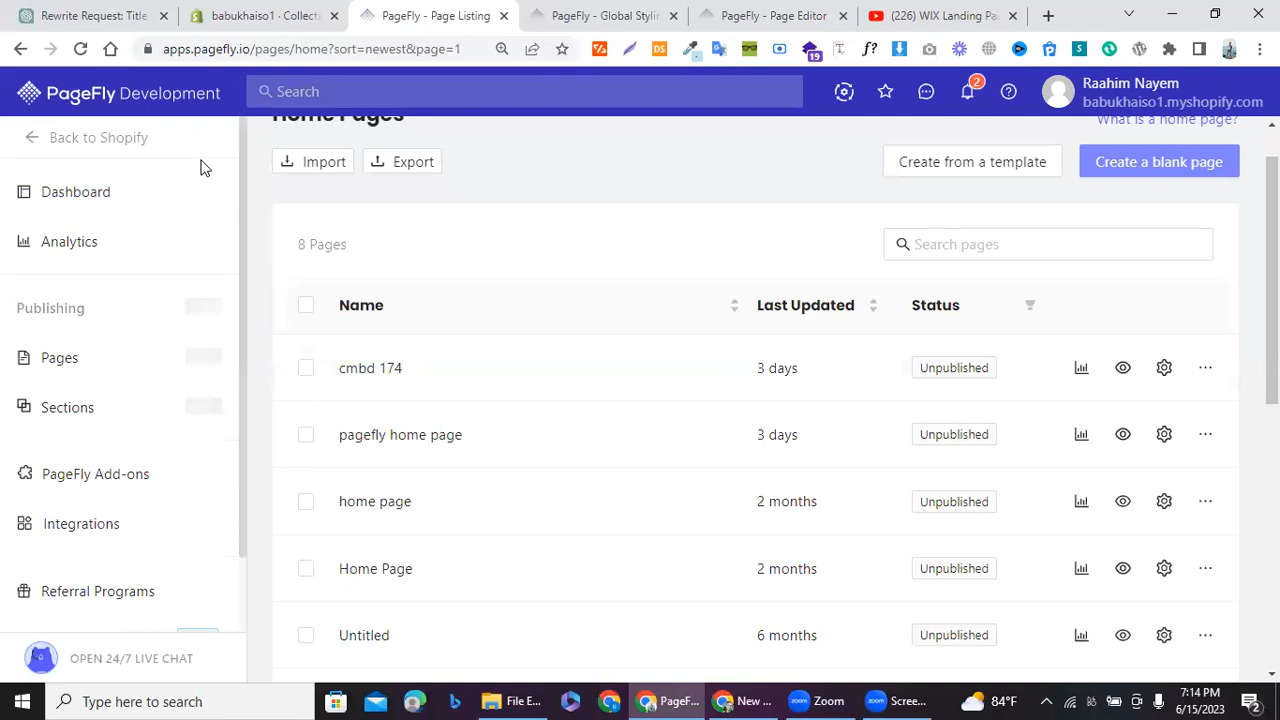 Rewrite Request: Title
babukhaiso1 · Collecti
PageFly - Page Listing
PageFly - Global Stylin
PageFly - Page Editor
(226) WIX Landing Pa
apps.pagefly.io/pages/home?sort=newest&page=1
19
PageFly Development
Search
2
Raahim Nayem
babukhaiso1.myshopify.com
Back to Shopify
Dashboard
Analytics
Publishing
Pages
Sections
PageFly Add-ons
Integrations
Referral Programs
OPEN 24/7 LIVE CHAT
Home Pages
What is a home page?
Import
Export
Create from a template
Create a blank page
8 Pages
Search pages
Name Last Updated Status
cmbd 174 3 days Unpublished
pagefly home page 3 days Unpublished
home page 2 months Unpublished
Home Page 2 months Unpublished
Untitled 6 months Unpublished
Type here to search
File E...
PageF...
New ...
Zoom
Scree...
84°F
7:14 PM
6/15/2023
2